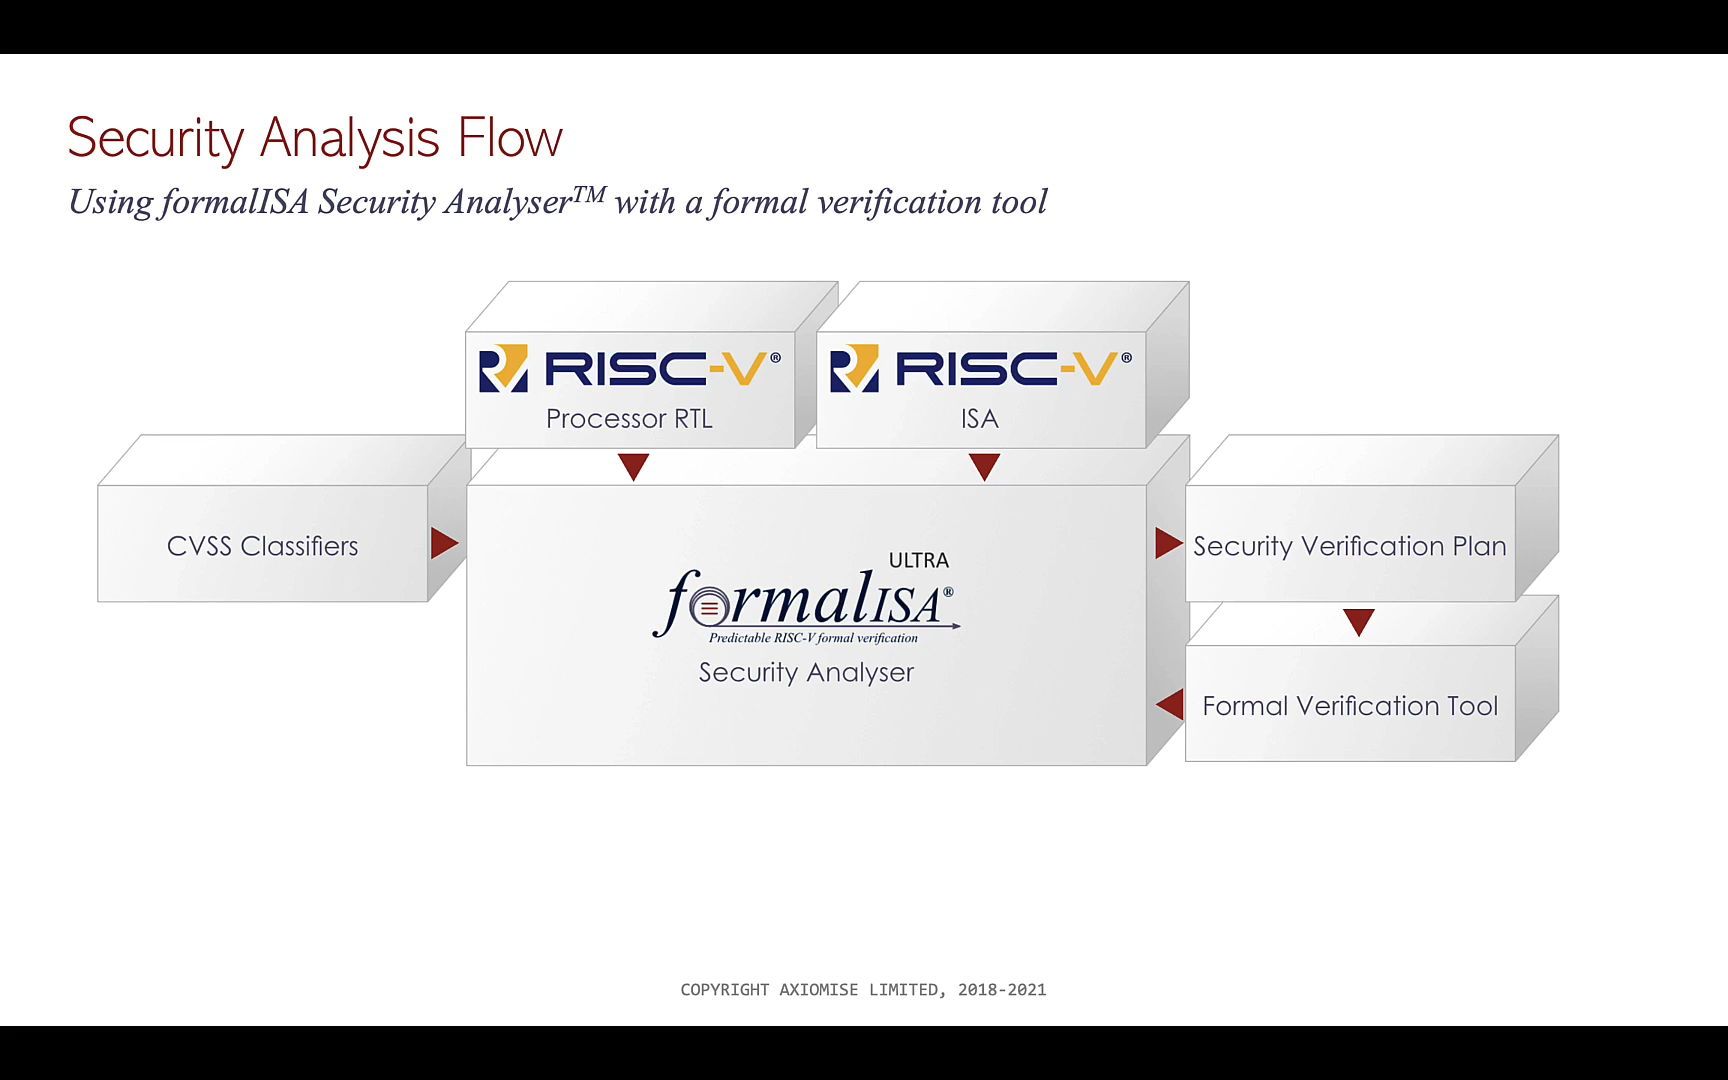 Security Analysis Flow
Using formalISA Security Analyser™ with a formal verification tool
RISC-V®
Processor RTL
RISC-V®
ISA
CVSS Classifiers
ULTRA
formalISA®
Predictable RISC-V formal verification
Security Analyser
Security Verification Plan
Formal Verification Tool
COPYRIGHT AXIOMISE LIMITED, 2018-2021